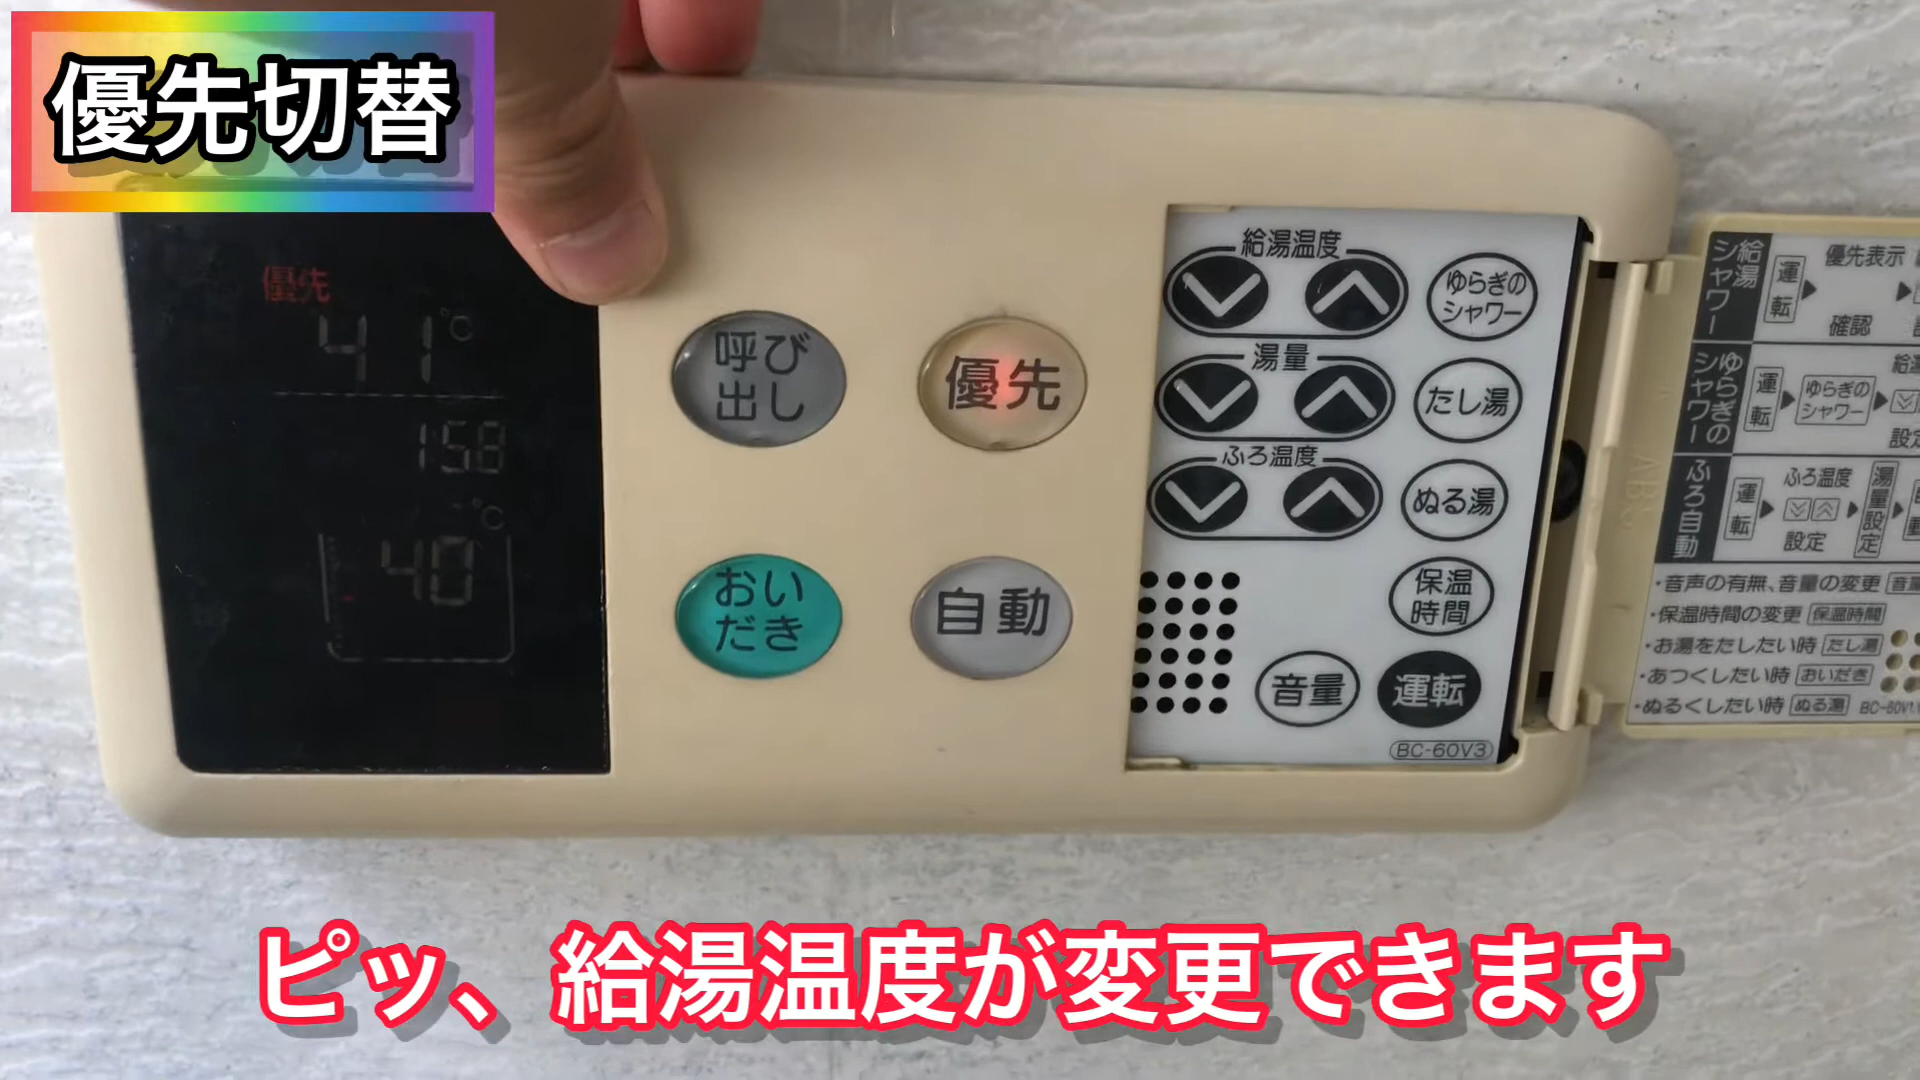 優先切替
優先
41℃
158
℃
40
呼び
出し
優先
おい
だき
自動
給湯温度
ゆらぎの
シャワー
湯量
たし湯
ふろ温度
ぬる湯
保温
時間
音量
運転
BC-60V3
給湯
シャワー
運転
優先表示
確認
ゆらぎの
シャワー
運転
ゆらぎの
シャワー
設定
ふろ自動
運転
ふろ温度
設定
湯量設定
・音声の有無、音量の変更 音量
・保温時間の変更 保温時間
・お湯をたしたい時 たし湯
・あつくしたい時 おいだき
・ぬるくしたい時 ぬる湯
ピッ、給湯温度が変更できます